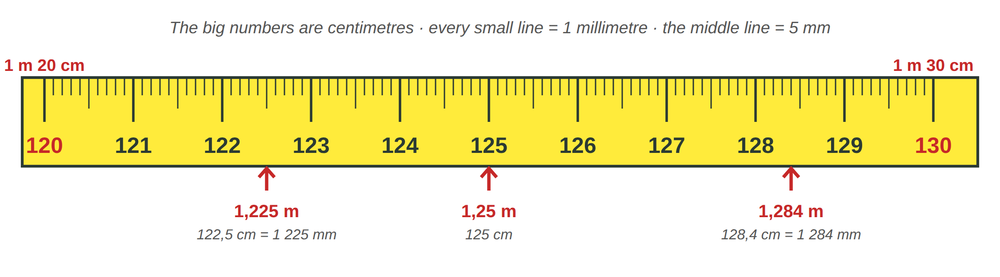 The big numbers are centimetres · every small line = 1 millimetre · the middle line = 5 mm
1 m 20 cm 1 m 30 cm
120 121 122 123 124 125 126 127 128 129 130
1,225 m 1,25 m 1,284 m
122,5 cm = 1 225 mm 125 cm 128,4 cm = 1 284 mm